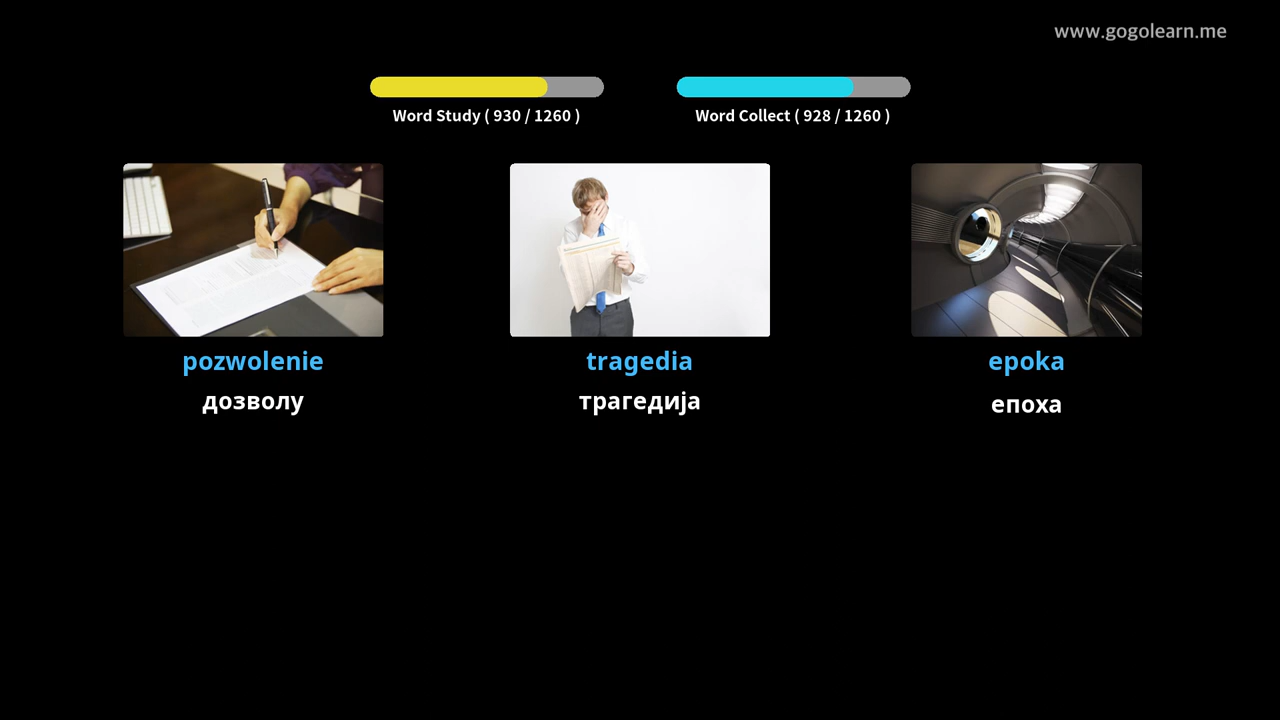 www.gogolearn.me
Word Study ( 930 / 1260 )
Word Collect ( 928 / 1260 )
pozwolenie
дозволу
tragedia
трагедија
epoka
епоха